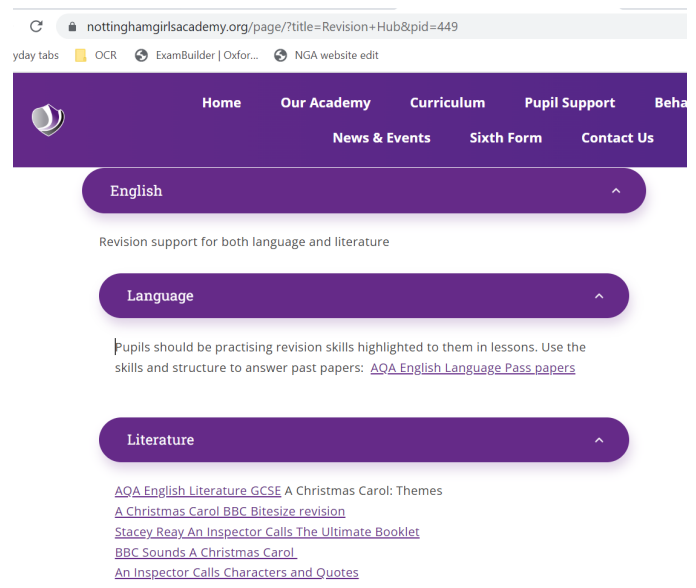 nottinghamgirlsacademy.org/page/?title=Revision+Hub&pid=449
yday tabs OCR ExamBuilder | Oxfor... NGA website edit
Home Our Academy Curriculum Pupil Support Beha
News & Events Sixth Form Contact Us
English
Revision support for both language and literature
Language
Pupils should be practising revision skills highlighted to them in lessons. Use the
skills and structure to answer past papers: AQA English Language Pass papers
Literature
AQA English Literature GCSE A Christmas Carol: Themes
A Christmas Carol BBC Bitesize revision
Stacey Reay An Inspector Calls The Ultimate Booklet
BBC Sounds A Christmas Carol
An Inspector Calls Characters and Quotes